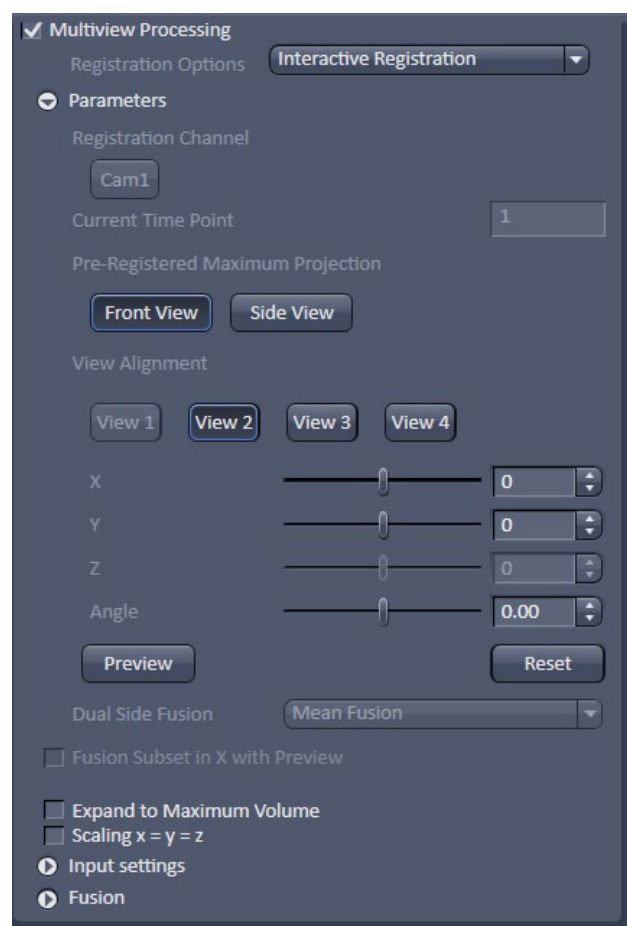 Multiview Processing
Registration Options Interactive Registration
Parameters
Registration Channel
Cam1
Current Time Point 1
Pre-Registered Maximum Projection
Front View Side View
View Alignment
View 1 View 2 View 3 View 4
X 0
Y 0
Z 0
Angle 0.00
Preview Reset
Dual Side Fusion Mean Fusion
Fusion Subset in X with Preview
Expand to Maximum Volume
Scaling x = y = z
Input settings
Fusion